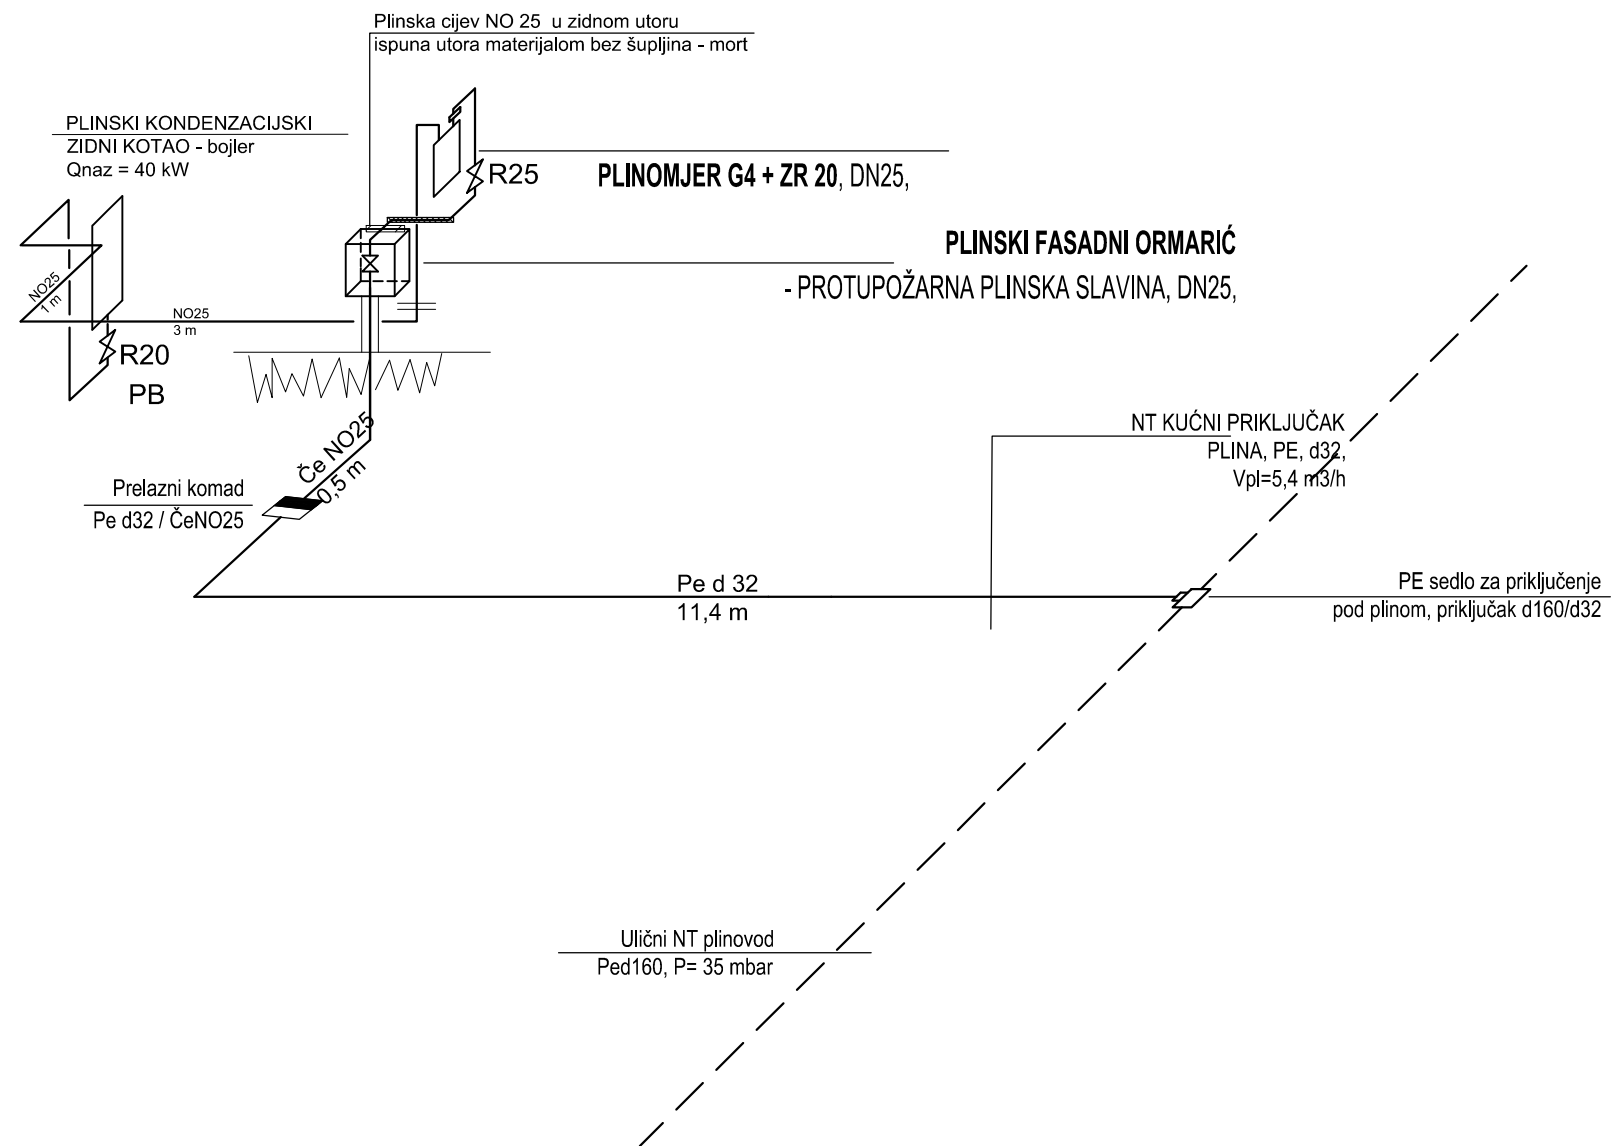 Plinska cijev NO 25 u zidnom utoru
ispuna utora materijalom bez šupljina - mort
PLINSKI KONDENZACIJSKI
ZIDNI KOTAO - bojler
Qnaz = 40 kW
R25
PLINOMJER G4 + ZR 20, DN25,
PLINSKI FASADNI ORMARIĆ
- PROTUPOŽARNA PLINSKA SLAVINA, DN25,
NO25
1 m
NO25
3 m
R20
PB
Če NO25
0,5 m
Prelazni komad
Pe d32 / ČeNO25
NT KUĆNI PRIKLJUČAK
PLINA, PE, d32,
Vpl=5,4 m3/h
Pe d 32
11,4 m
PE sedlo za priključenje
pod plinom, priključak d160/d32
Ulični NT plinovod
Ped160, P= 35 mbar